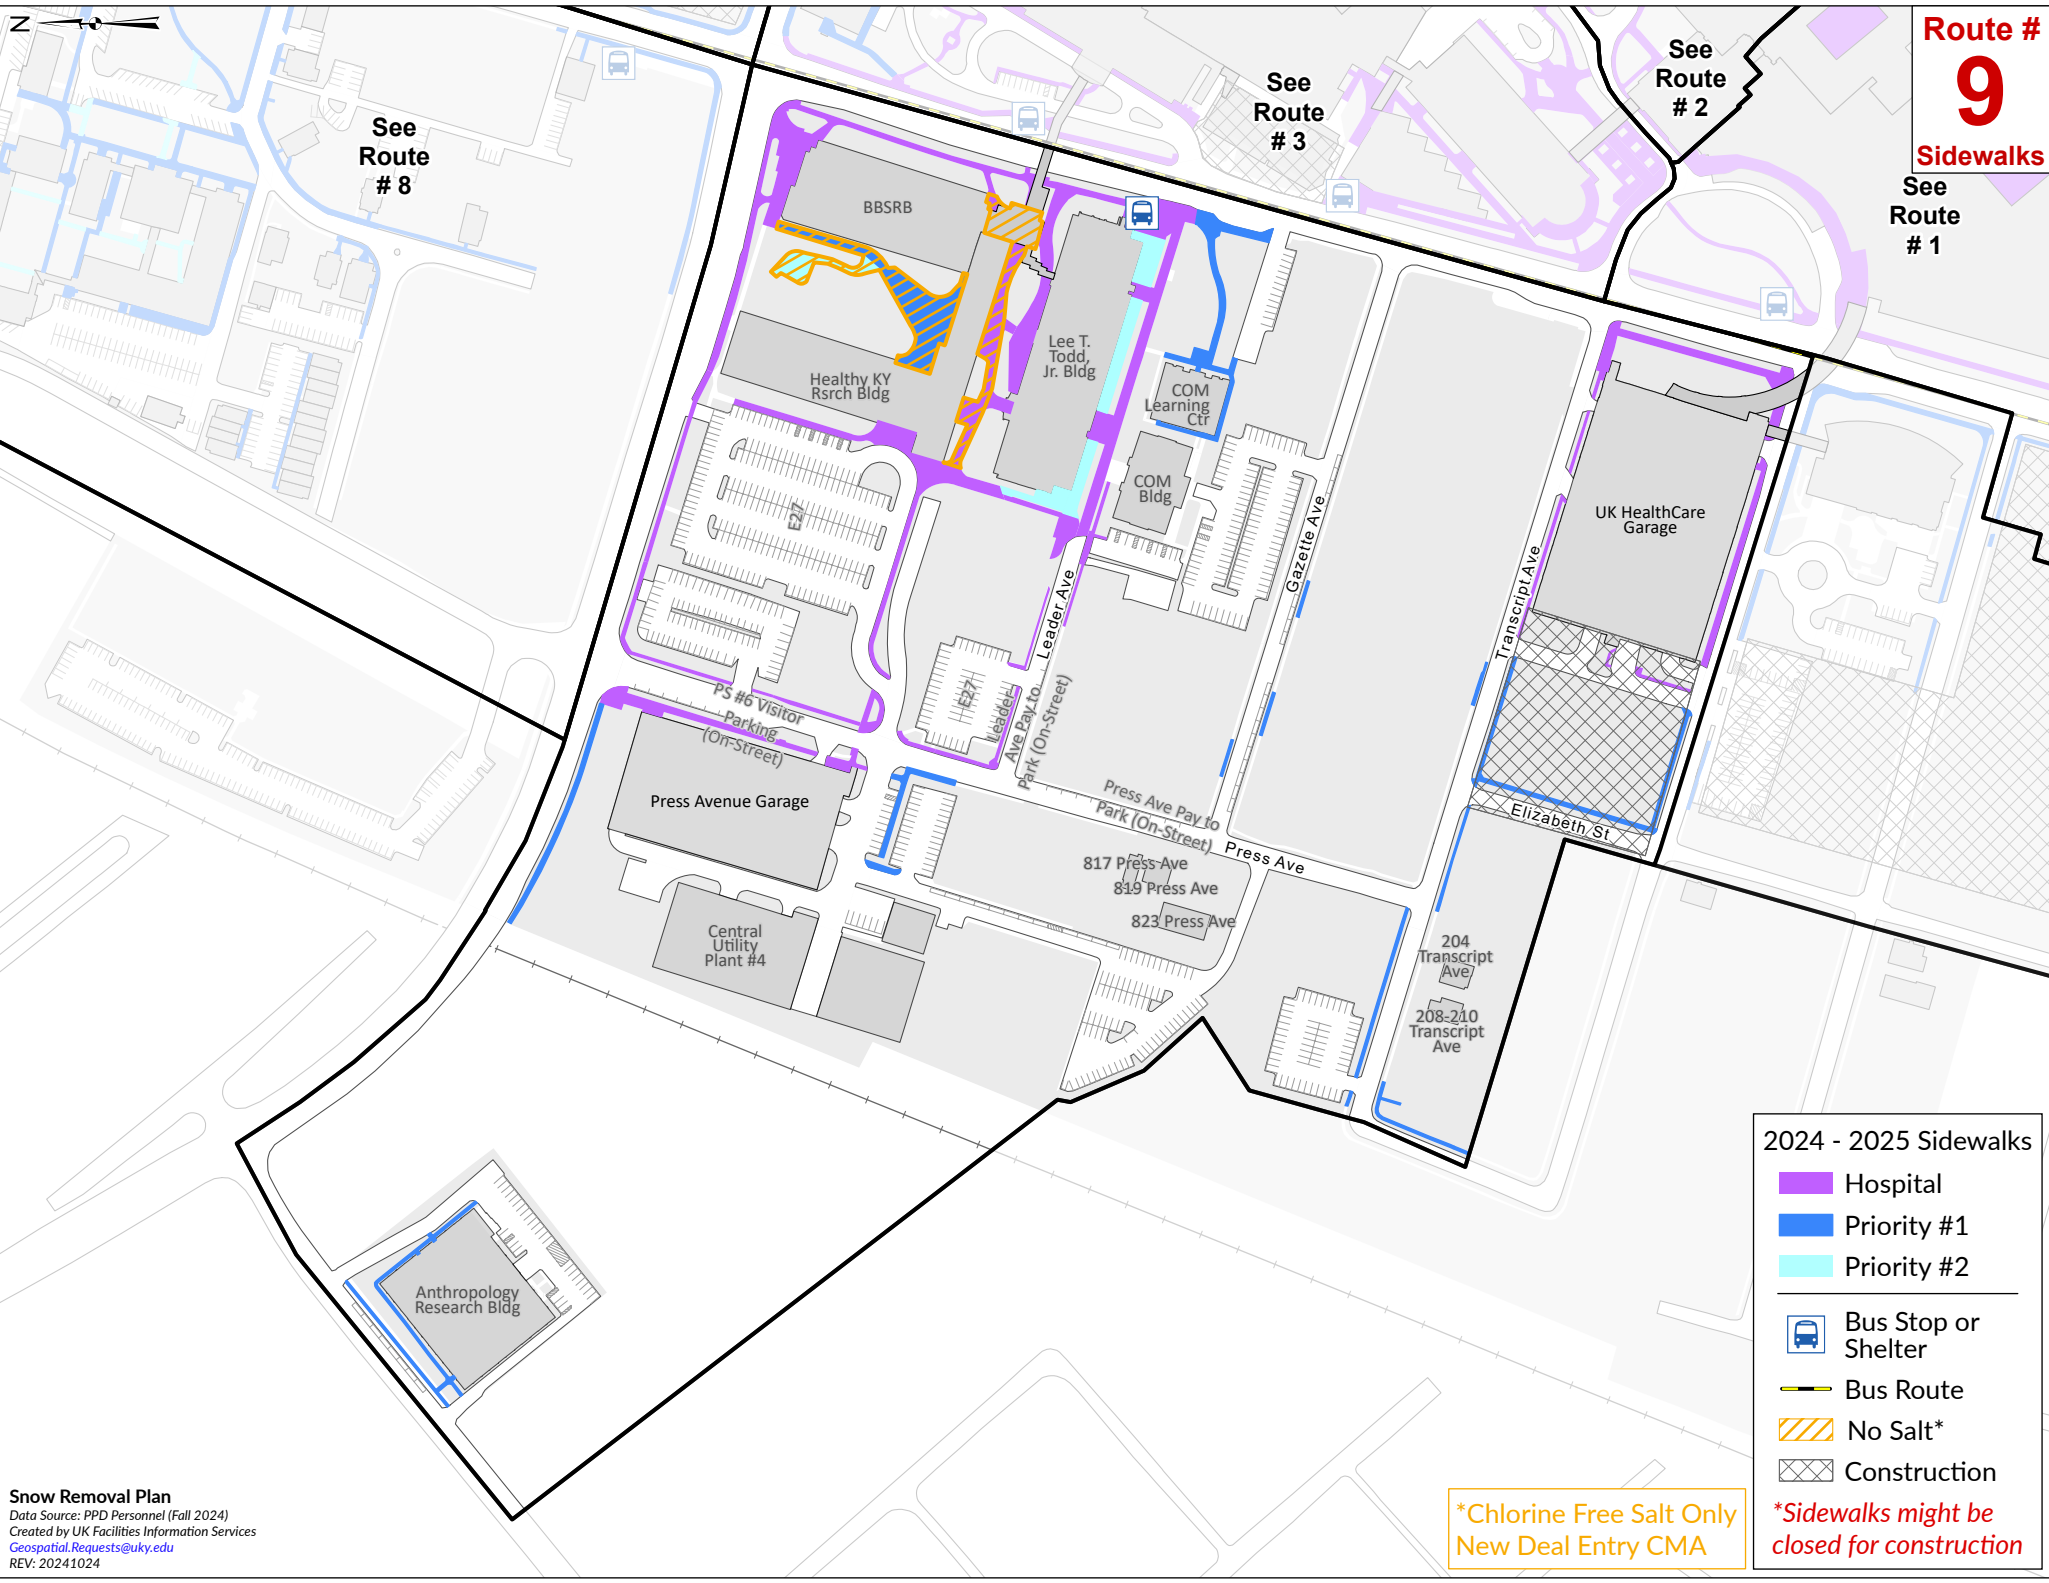 N
Route #
9
Sidewalks
See
Route
# 8
See
Route
# 3
See
Route
# 2
See
Route
# 1
BBSRB
Lee T.
Todd,
Jr. Bldg
Healthy KY
Rsrch Bldg
COM
Learning
Ctr
COM
Bldg
E27
UK HealthCare
Garage
Gazette Ave
Transcript Ave
Leader Ave
E27
Leader
Ave Pay to
Park (On-Street)
PS #6 Visitor
Parking
(On-Street)
Press Avenue Garage
Press Ave Pay to
Park (On-Street)
Press Ave
Elizabeth St
817 Press Ave
819 Press Ave
823 Press Ave
Central
Utility
Plant #4
204
Transcript
Ave
208-210
Transcript
Ave
Anthropology
Research Bldg
2024 - 2025 Sidewalks
Hospital
Priority #1
Priority #2
Bus Stop or
Shelter
Bus Route
No Salt*
Construction
*Sidewalks might be
closed for construction
*Chlorine Free Salt Only
New Deal Entry CMA
Snow Removal Plan
Data Source: PPD Personnel (Fall 2024)
Created by UK Facilities Information Services
Geospatial.Requests@uky.edu
REV: 20241024